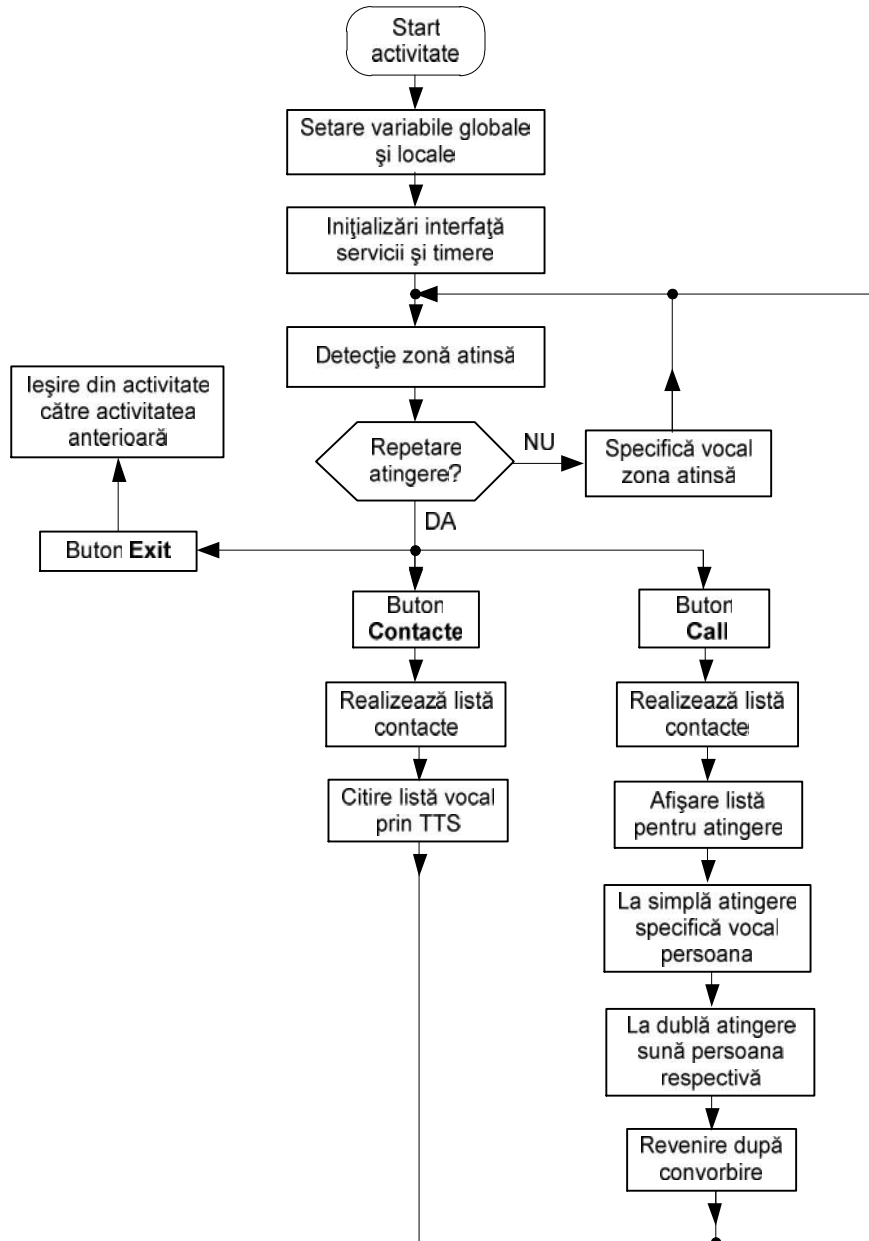 Start
activitate
Setare variabile globale
şi locale
Iniţializări interfaţă
servicii şi timere
Detecţie zonă atinsă
Ieşire din activitate
către activitatea
anterioară
Repetare
atingere?
NU
Specifică vocal
zona atinsă
DA
Buton Exit
Buton
Contacte
Buton
Call
Realizează listă
contacte
Realizează listă
contacte
Citire listă vocal
prin TTS
Afişare listă
pentru atingere
La simplă atingere
specifică vocal
persoana
La dublă atingere
sună persoana
respectivă
Revenire după
convorbire